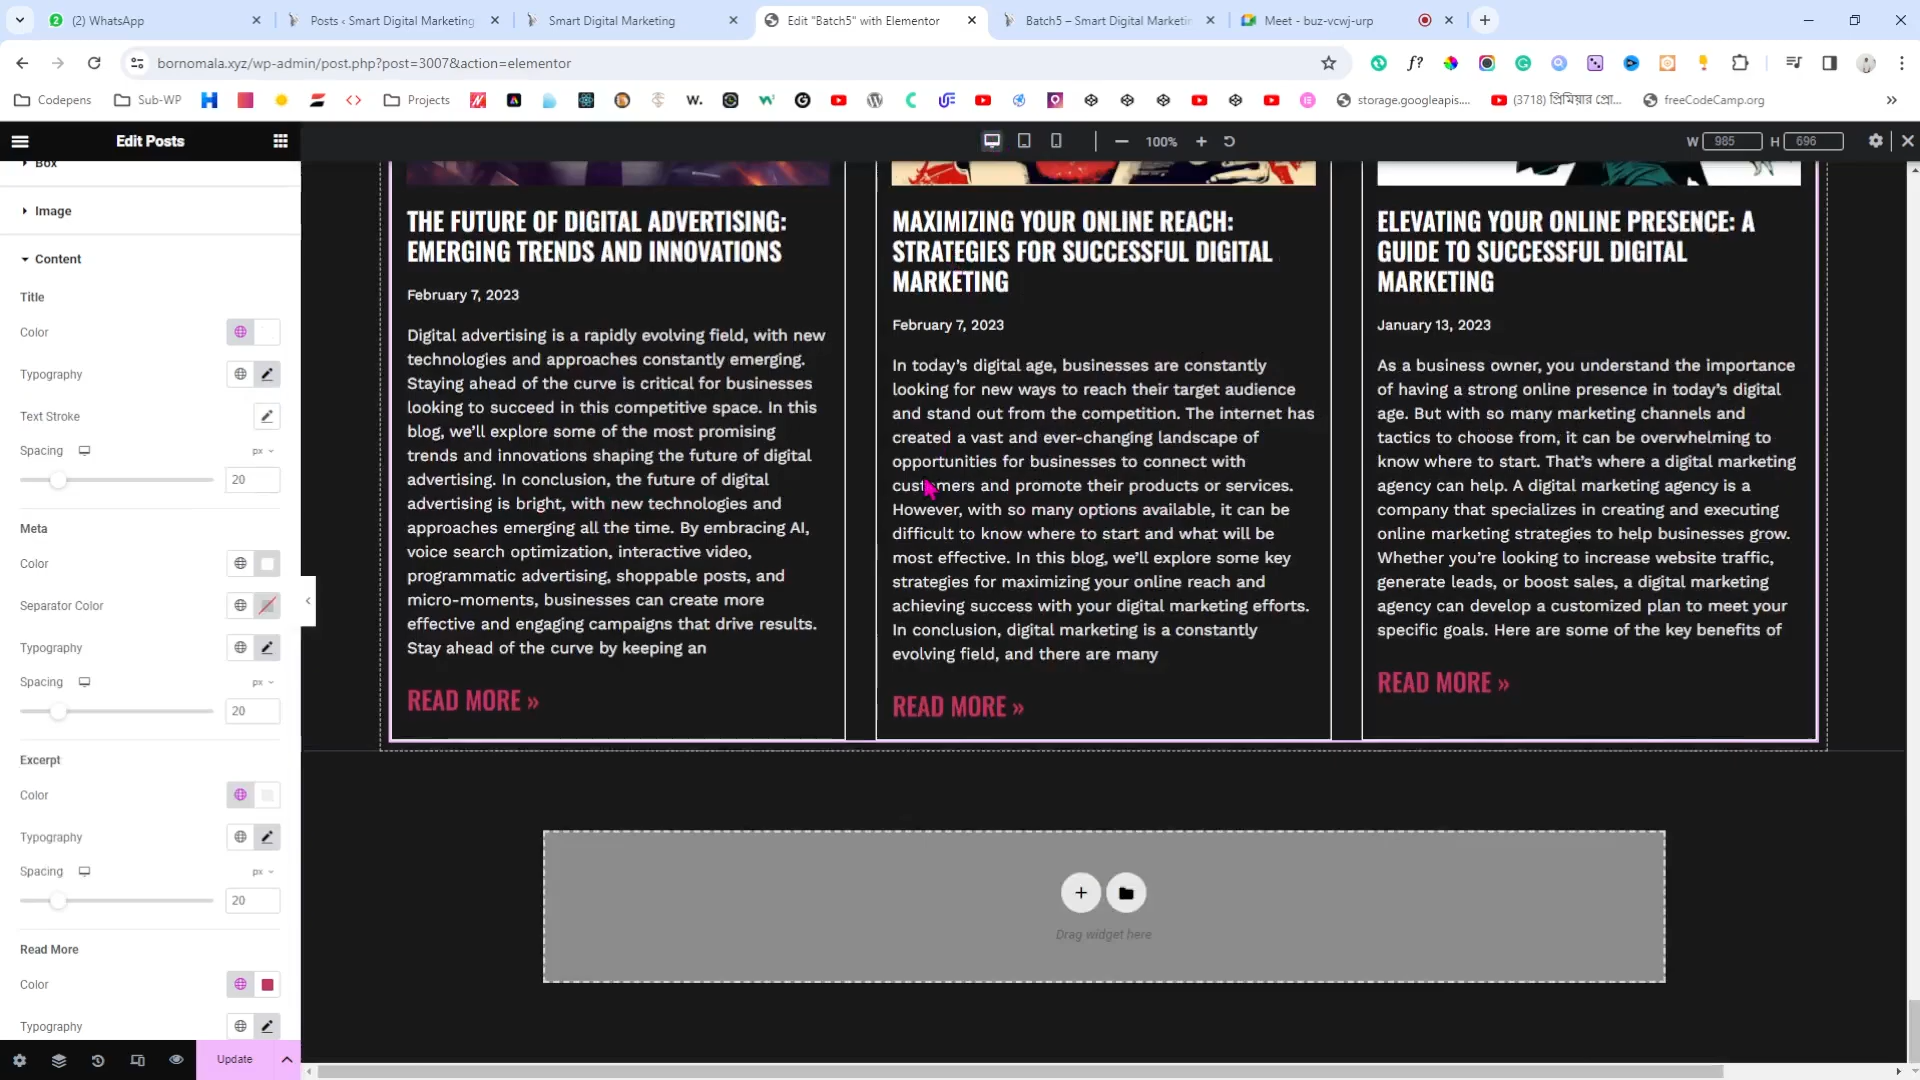 (2) WhatsApp
Posts ‹ Smart Digital Marketing
Smart Digital Marketing
Edit "Batch5" with Elementor
Batch5 – Smart Digital Marketin
Meet - buz-vcwj-urp
bornomala.xyz/wp-admin/post.php?post=3007&action=elementor
Codepens
Sub-WP
Projects
storage.googleapis....
(3718) প্রিমিয়ার প্রো...
freeCodeCamp.org
Edit Posts
100%
W 985 H 696
Box
Image
Content
Title
Color
Typography
Text Stroke
Spacing px
20
Meta
Color
Separator Color
Typography
Spacing px
20
Excerpt
Color
Typography
Spacing px
20
Read More
Color
Typography
Update
THE FUTURE OF DIGITAL ADVERTISING:
EMERGING TRENDS AND INNOVATIONS
February 7, 2023
Digital advertising is a rapidly evolving field, with new
technologies and approaches constantly emerging.
Staying ahead of the curve is critical for businesses
looking to succeed in this competitive space. In this
blog, we'll explore some of the most promising
trends and innovations shaping the future of digital
advertising. In conclusion, the future of digital
advertising is bright, with new technologies and
approaches emerging all the time. By embracing AI,
voice search optimization, interactive video,
programmatic advertising, shoppable posts, and
micro-moments, businesses can create more
effective and engaging campaigns that drive results.
Stay ahead of the curve by keeping an
READ MORE »
MAXIMIZING YOUR ONLINE REACH:
STRATEGIES FOR SUCCESSFUL DIGITAL
MARKETING
February 7, 2023
In today's digital age, businesses are constantly
looking for new ways to reach their target audience
and stand out from the competition. The internet has
created a vast and ever-changing landscape of
opportunities for businesses to connect with
customers and promote their products or services.
However, with so many options available, it can be
difficult to know where to start and what will be
most effective. In this blog, we'll explore some key
strategies for maximizing your online reach and
achieving success with your digital marketing efforts.
In conclusion, digital marketing is a constantly
evolving field, and there are many
READ MORE »
ELEVATING YOUR ONLINE PRESENCE: A
GUIDE TO SUCCESSFUL DIGITAL
MARKETING
January 13, 2023
As a business owner, you understand the importance
of having a strong online presence in today's digital
age. But with so many marketing channels and
tactics to choose from, it can be overwhelming to
know where to start. That's where a digital marketing
agency can help. A digital marketing agency is a
company that specializes in creating and executing
online marketing strategies to help businesses grow.
Whether you're looking to increase website traffic,
generate leads, or boost sales, a digital marketing
agency can develop a customized plan to meet your
specific goals. Here are some of the key benefits of
READ MORE »
Drag widget here